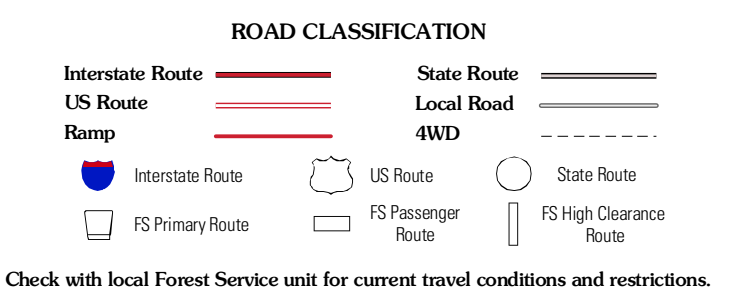 ROAD CLASSIFICATION
Interstate Route
State Route
US Route
Local Road
Ramp
4WD
Interstate Route
US Route
State Route
FS Primary Route
FS Passenger
Route
FS High Clearance
Route
Check with local Forest Service unit for current travel conditions and restrictions.